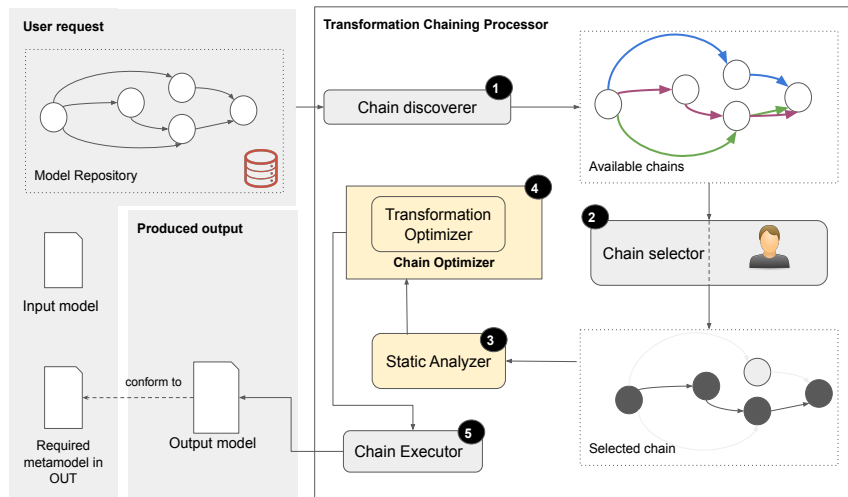 User request
Model Repository
Input model
Required
metamodel in
OUT
Produced output
conform to
Output model
Transformation Chaining Processor
1
Chain discoverer
Available chains
2
Chain selector
Selected chain
3
Static Analyzer
4
Transformation
Optimizer
Chain Optimizer
5
Chain Executor